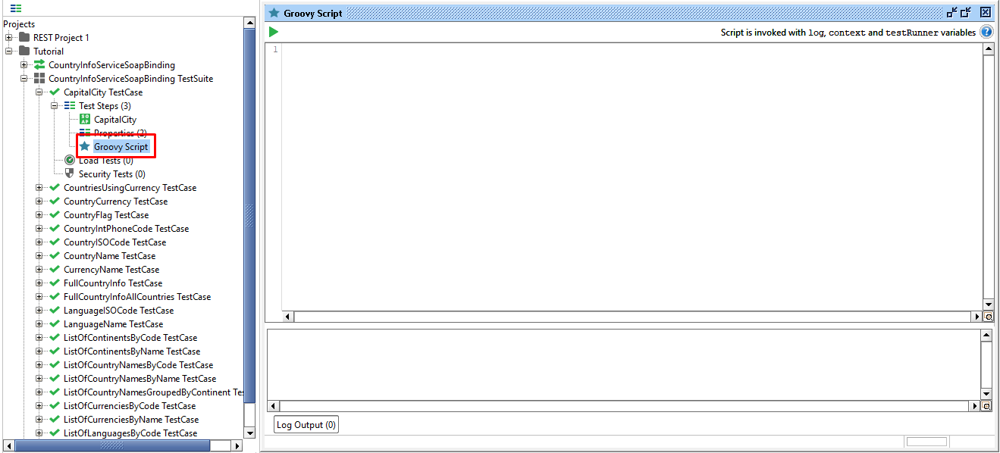 Projects
REST Project 1
Tutorial
CountryInfoServiceSoapBinding
CountryInfoServiceSoapBinding TestSuite
CapitalCity TestCase
Test Steps (3)
SO
AP
CapitalCity
Properties (2)
Groovy Script
Load Tests (0)
Security Tests (0)
CountriesUsingCurrency TestCase
CountryCurrency TestCase
CountryFlag TestCase
CountryIntPhoneCode TestCase
CountryISOCode TestCase
CountryName TestCase
CurrencyName TestCase
FullCountryInfo TestCase
FullCountryInfoAllCountries TestCase
LanguageISOCode TestCase
LanguageName TestCase
ListOfContinentsByCode TestCase
ListOfContinentsByName TestCase
ListOfCountryNamesByCode TestCase
ListOfCountryNamesByName TestCase
ListOfCountryNamesGroupedByContinent Tes
ListOfCurrenciesByCode TestCase
ListOfCurrenciesByName TestCase
ListOfLanguagesByCode TestCase
Groovy Script
Script is invoked with log, context and testRunner variables ?
1
Log Output (0)